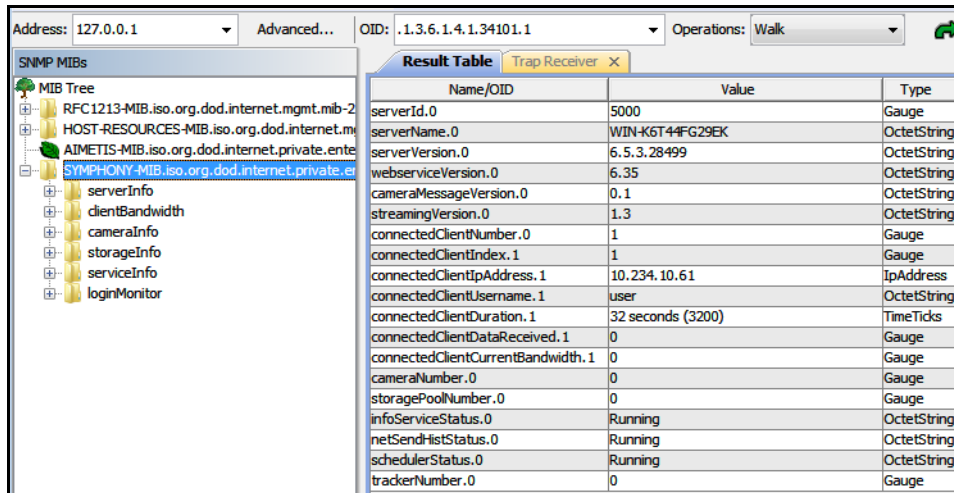 Address: 127.0.0.1 Advanced... OID: .1.3.6.1.4.1.34101.1 Operations: Walk
SNMP MIBs
MIB Tree
RFC1213-MIB.iso.org.dod.internet.mgmt.mib-2
HOST-RESOURCES-MIB.iso.org.dod.internet.m
AIMETIS-MIB.iso.org.dod.internet.private.ente
SYMPHONY-MIB.iso.org.dod.internet.private.er
serverInfo
clientBandwidth
cameraInfo
storageInfo
serviceInfo
loginMonitor
Result Table Trap Receiver
Name/OID Value Type
serverId.0 5000 Gauge
serverName.0 WIN-K6T44FG29EK OctetString
serverVersion.0 6.5.3.28499 OctetString
webserviceVersion.0 6.35 OctetString
cameraMessageVersion.0 0.1 OctetString
streamingVersion.0 1.3 OctetString
connectedClientNumber.0 1 Gauge
connectedClientIndex.1 1 Gauge
connectedClientIpAddress.1 10.234.10.61 IpAddress
connectedClientUsername.1 user OctetString
connectedClientDuration.1 32 seconds (3200) TimeTicks
connectedClientDataReceived.1 0 Gauge
connectedClientCurrentBandwidth.1 0 Gauge
cameraNumber.0 0 Gauge
storagePoolNumber.0 0 Gauge
infoServiceStatus.0 Running OctetString
netSendHistStatus.0 Running OctetString
schedulerStatus.0 Running OctetString
trackerNumber.0 0 Gauge